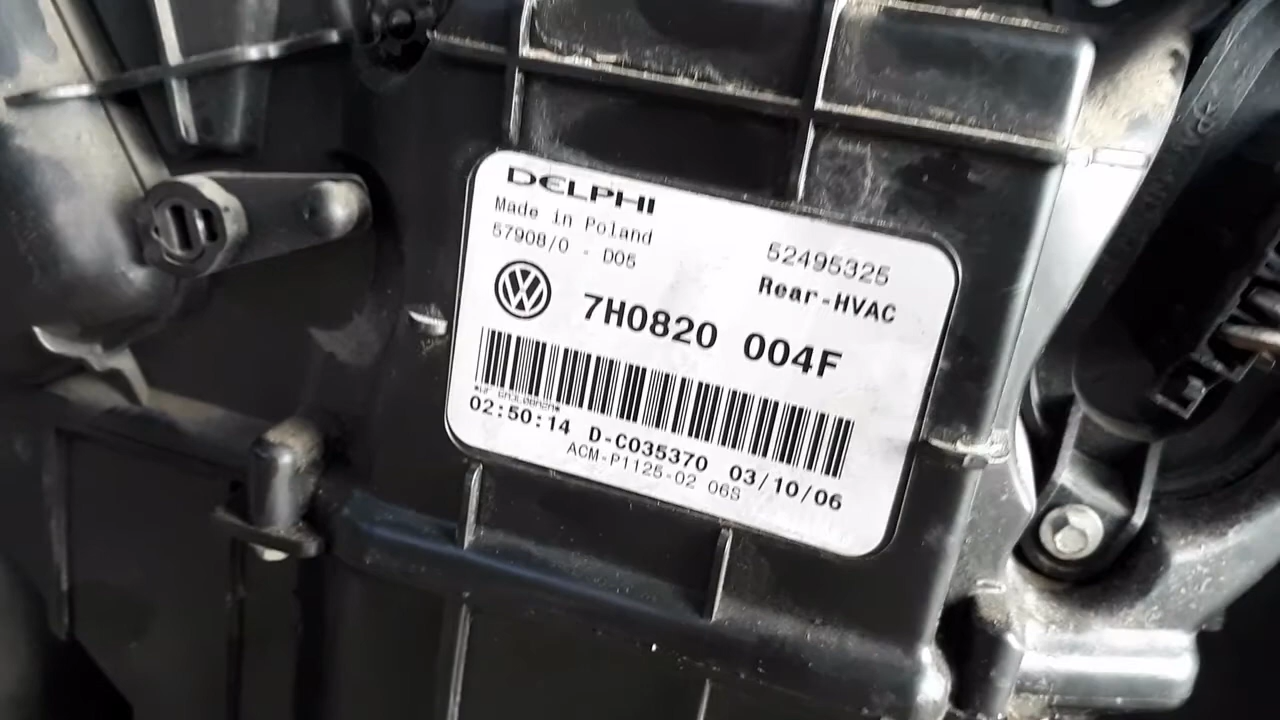 DELPHI
Made in Poland
57908/0 - D05
52495325
Rear-HVAC
7H0820 004F
02:50:14 D-C035370 03/10/06
ACM-P1125-02 06S